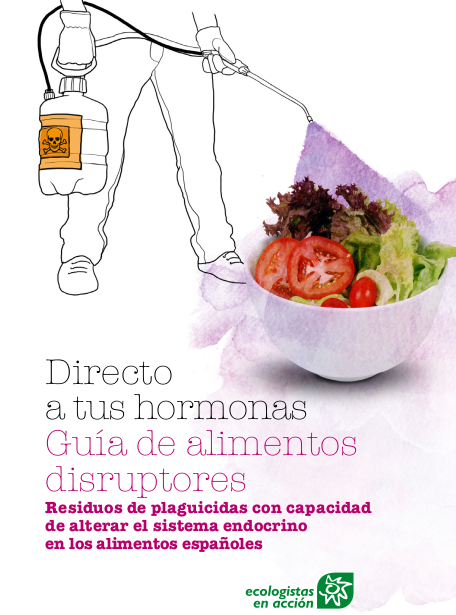 Directo
a tus hormonas
Guía de alimentos
disruptores
Residuos de plaguicidas con capacidad
de alterar el sistema endocrino
en los alimentos españoles
ecologistas
en acción